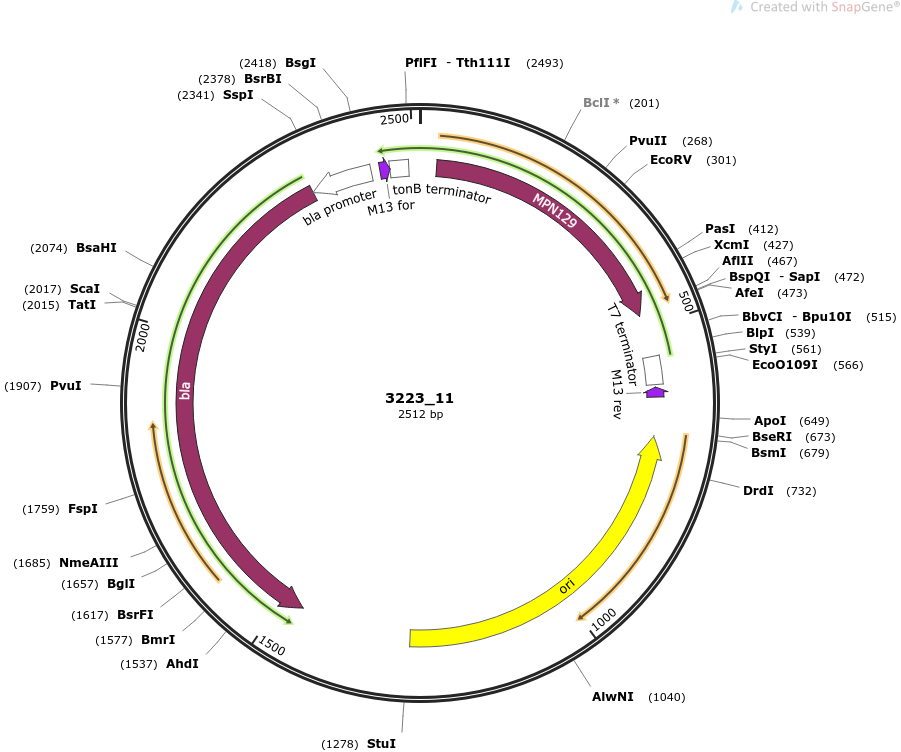 Created with SnapGene®
(2418) BsgI
PflFI - Tth111I (2493)
(2378) BsrBI
(2341) SspI
BclI * (201)
2500
PvuII (268)
EcoRV (301)
bla promoter
M13 for
tonB terminator
MPN129
(2074) BsaHI
PasI (412)
XcmI (427)
AflII (467)
BspQI - SapI (472)
AfeI (473)
(2017) ScaI
(2015) TatI
500
BbvCI - Bpu10I (515)
BlpI (539)
StyI (561)
EcoO109I (566)
2000
T7 terminator
M13 rev
(1907) PvuI
bla
3223_11
2512 bp
ApoI (649)
BseRI (673)
BsmI (679)
DrdI (732)
(1759) FspI
(1685) NmeAIII
(1657) BglI
ori
(1617) BsrFI
(1577) BmrI
(1537) AhdI
1500
1000
AlwNI (1040)
(1278) StuI